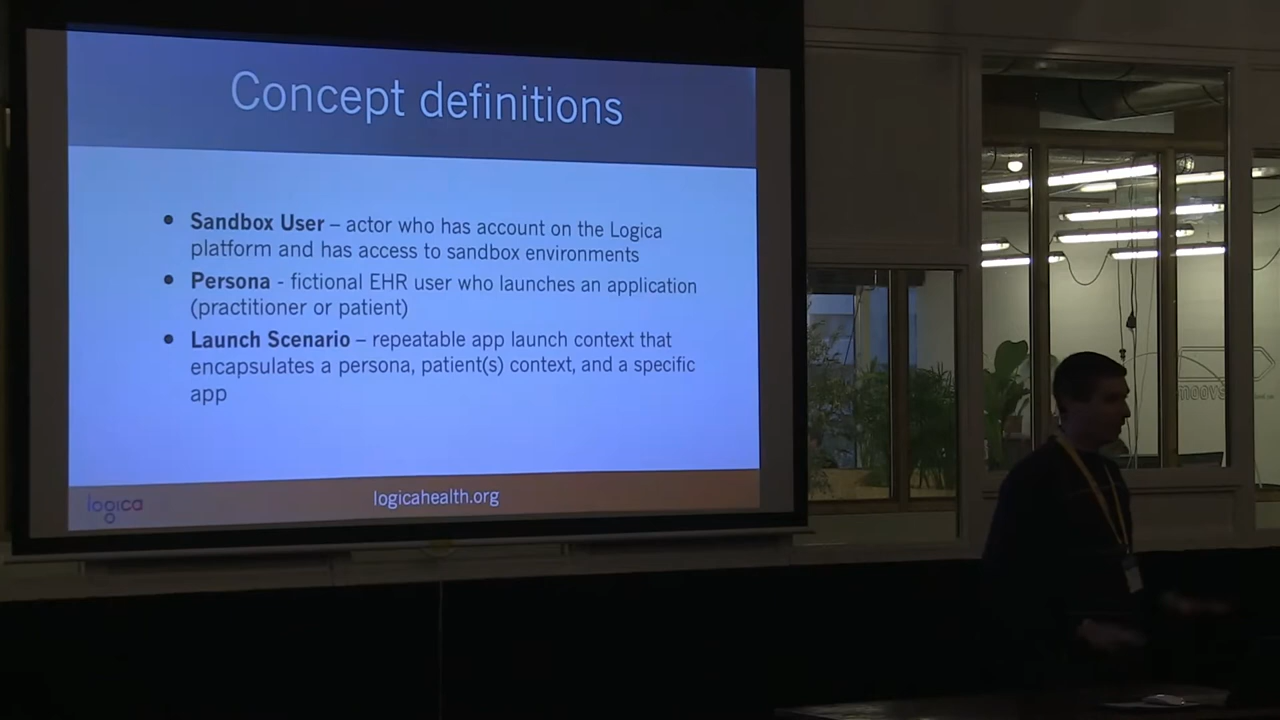 Concept definitions
• Sandbox User – actor who has account on the Logica
platform and has access to sandbox environments
• Persona - fictional EHR user who launches an application
(practitioner or patient)
• Launch Scenario – repeatable app launch context that
encapsulates a persona, patient(s) context, and a specific
app
logica
logicahealth.org